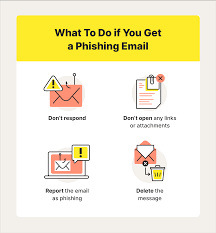 What To Do if You Get
a Phishing Email
Don't respond
Don't open any links
or attachments
Report the email
as phishing
Delete the
message